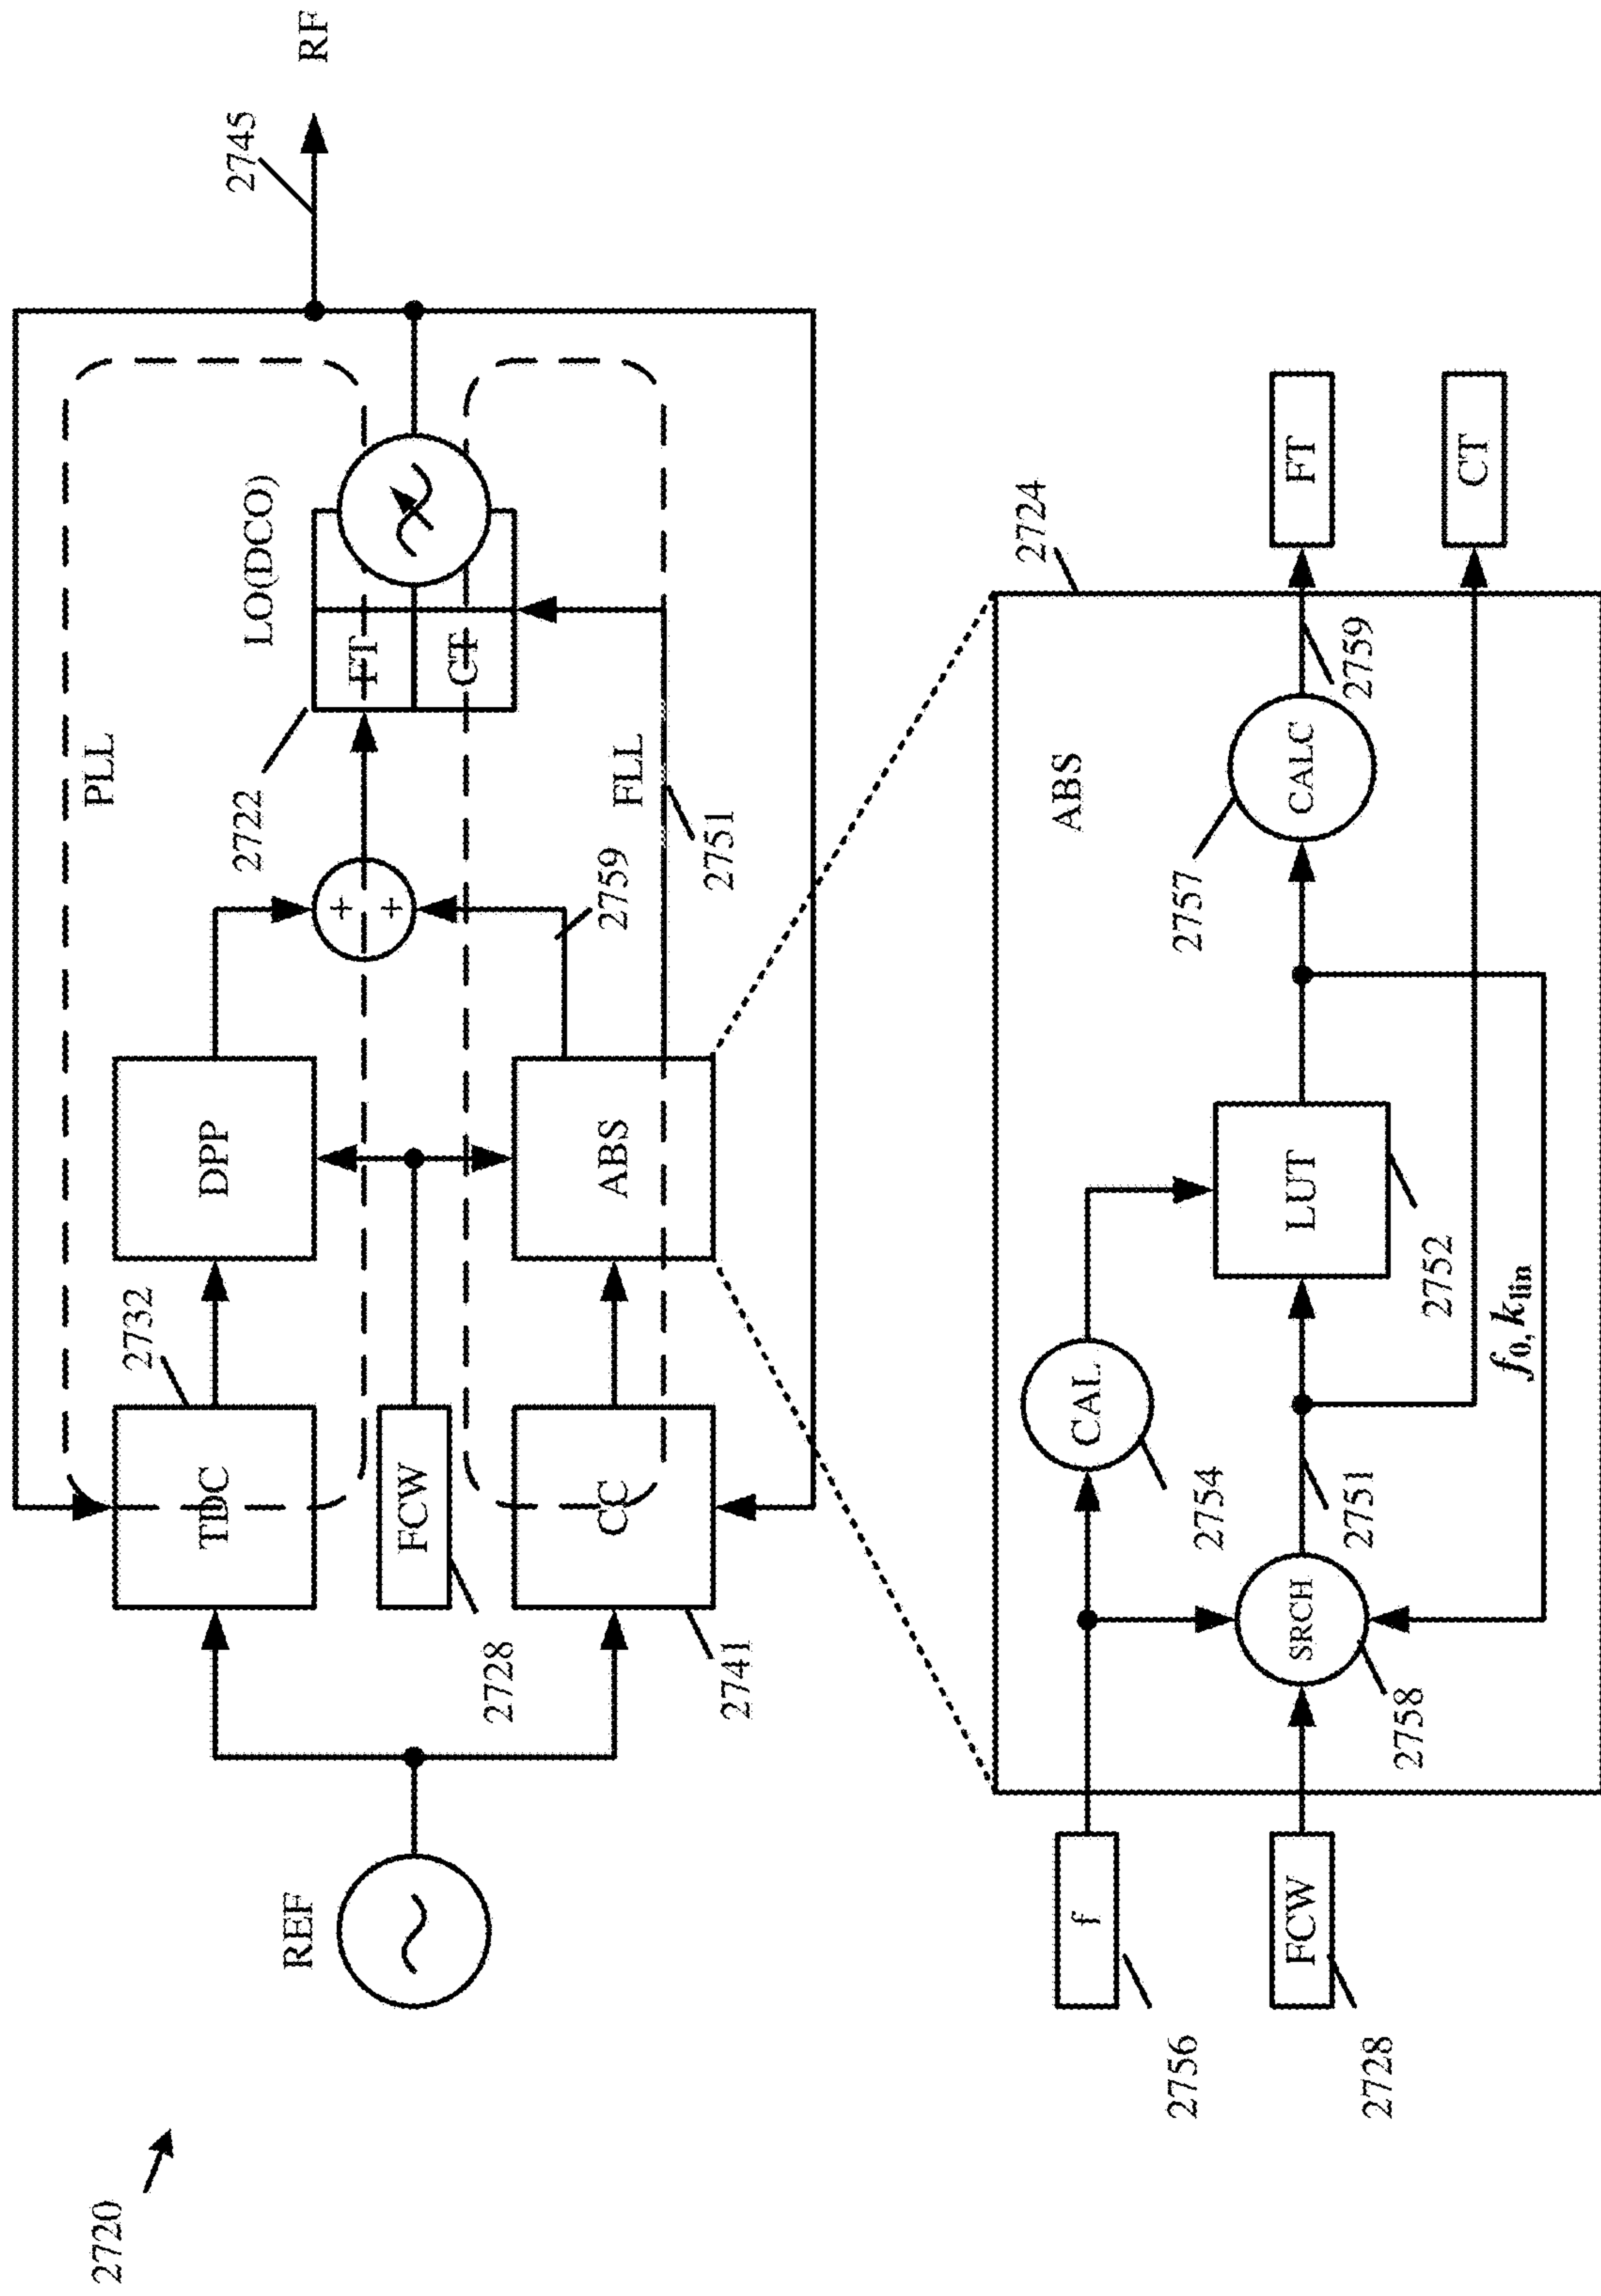 2720
REF
2732
TDC
DPP
PLL
2722
LO(DCO)
FT
CT
2745
RF
FCW
2728
CC
2741
ABS
+
+
2759
FLL
2751
2724
ABS
f
2756
FCW
2728
CAL
2754
SRCH
2758
2751
LUT
2752
f0, klin
2757
CALC
2759
FT
CT